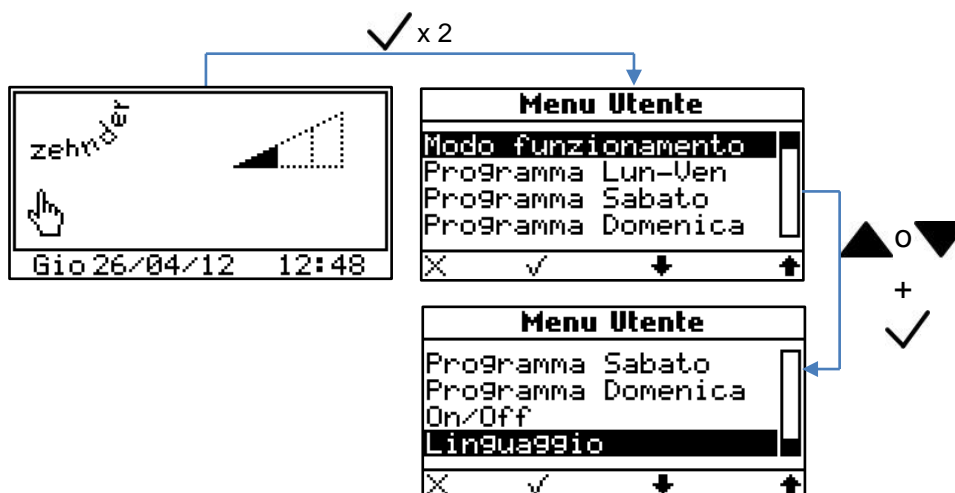 x 2
zehnder
Gio 26/04/12 12:48
Menu Utente
Modo funzionamento
Programma Lun-Ven
Programma Sabato
Programma Domenica
o
+
Menu Utente
Programma Sabato
Programma Domenica
On/Off
Linguaggio